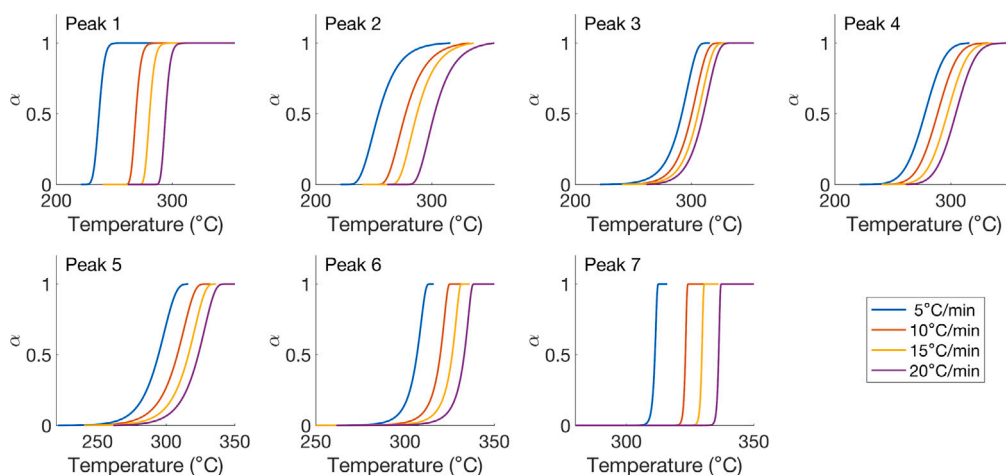 Peak 1
1
α
0.5
0
200
250
300
Temperature (°C)
Peak 2
1
α
0.5
0
200
300
Temperature (°C)
Peak 3
1
α
0.5
0
200
300
Temperature (°C)
Peak 4
1
α
0.5
0
200
300
Temperature (°C)
Peak 5
1
α
0.5
0
250
300
350
Temperature (°C)
Peak 6
1
α
0.5
0
250
300
350
Temperature (°C)
Peak 7
1
α
0.5
0
300
350
Temperature (°C)
5°C/min
10°C/min
15°C/min
20°C/min